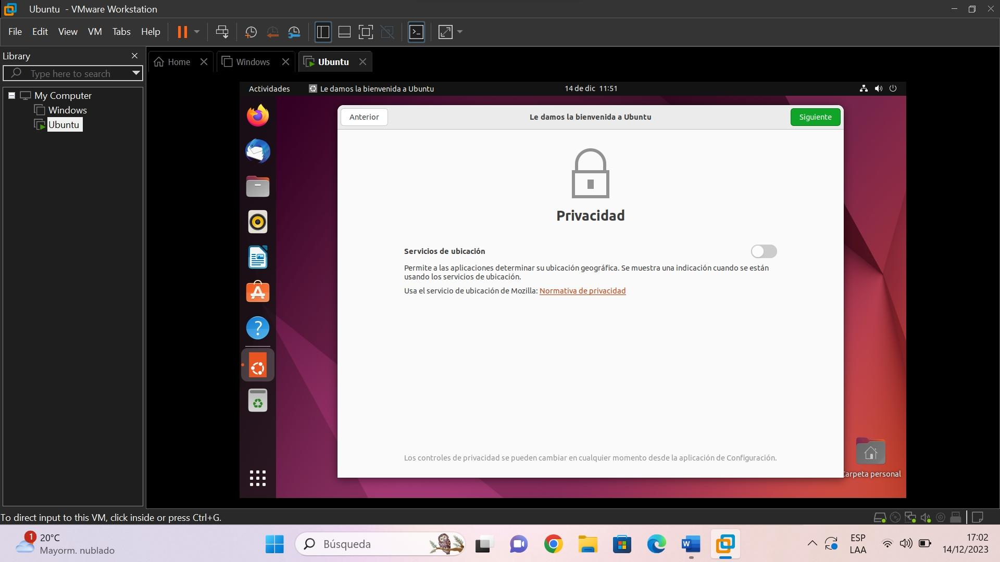 Ubuntu - VMware Workstation
File Edit View VM Tabs Help
Library
Home
Windows
Ubuntu
Type here to search
My Computer
Windows
Ubuntu
Actividades
Le damos la bienvenida a Ubuntu
14 de dic 11:51
Anterior
Le damos la bienvenida a Ubuntu
Siguiente
Privacidad
Servicios de ubicación
Permite a las aplicaciones determinar su ubicación geográfica. Se muestra una indicación cuando se están
usando los servicios de ubicación.
Usa el servicio de ubicación de Mozilla: Normativa de privacidad
Los controles de privacidad se pueden cambiar en cualquier momento desde la aplicación de Configuración.
Carpeta personal
To direct input to this VM, click inside or press Ctrl+G.
1
20°C
Mayorm. nublado
Búsqueda
ESP
LAA
17:02
14/12/2023